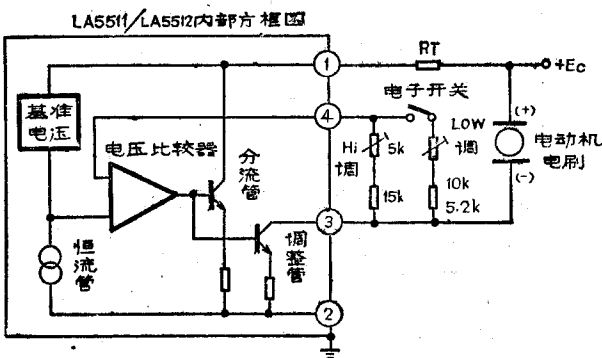 LA5511/LA5512内部方框图
1
RT
+Ec
基准
电压
4
电子开关
电压比较器
分流管
Hi
调
5k
LOW
调
(+)
电动机
电刷
(-)
15k
10k
5.2k
3
恒流管
调整管
2